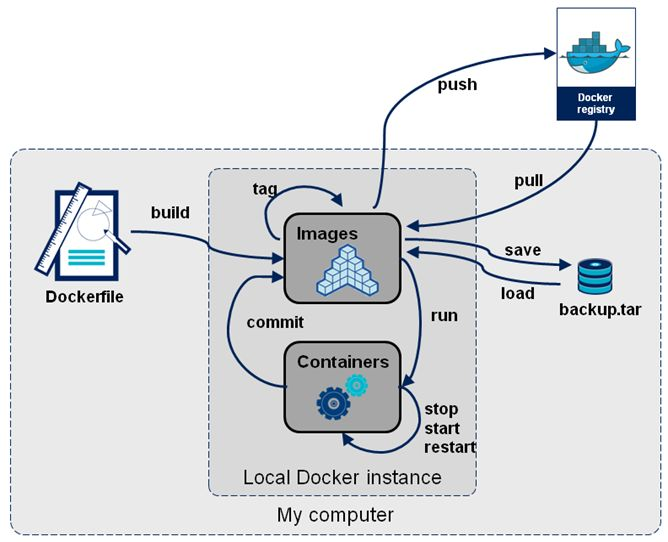 Docker
registry
push
pull
tag
build
Images
save
Dockerfile
load
backup.tar
commit
run
Containers
stop
start
restart
Local Docker instance
My computer